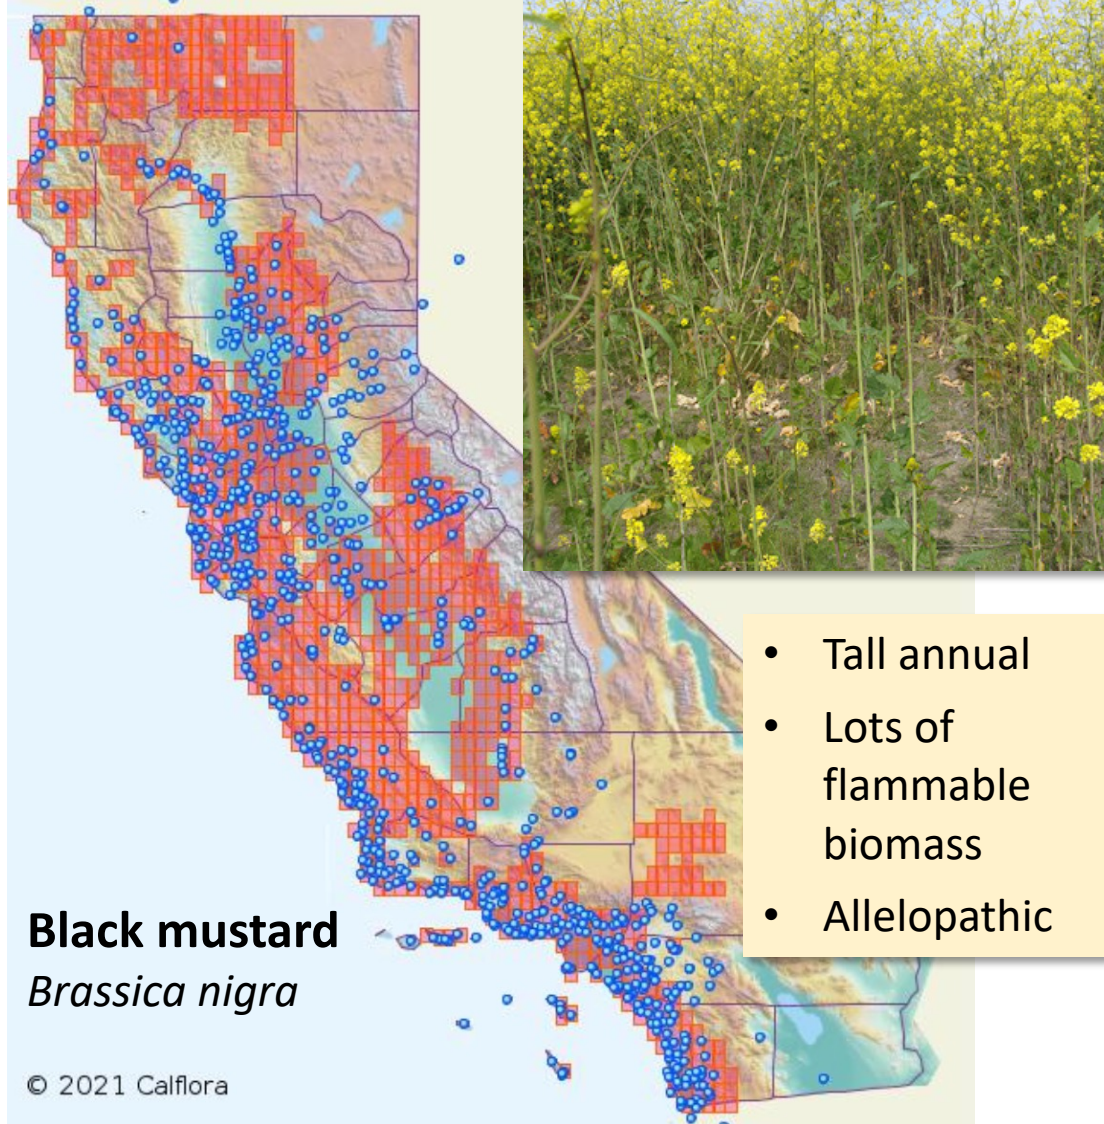 • Tall annual
• Lots of
flammable
biomass
• Allelopathic
Black mustard
Brassica nigra
© 2021 Calflora